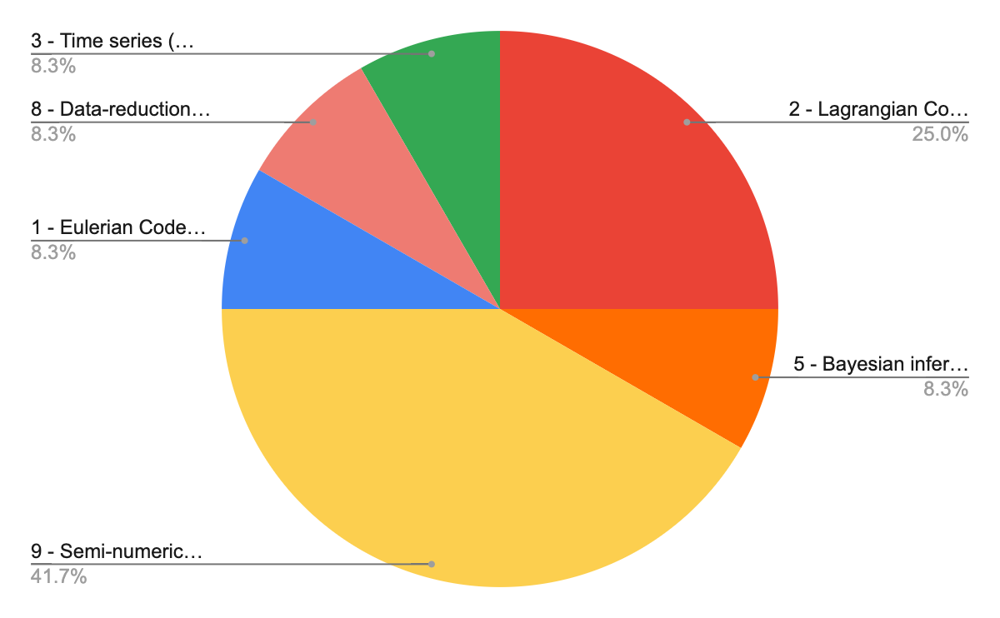 3 - Time series (…
8.3%
8 - Data-reduction…
8.3%
2 - Lagrangian Co…
25.0%
1 - Eulerian Code…
8.3%
5 - Bayesian infer…
8.3%
9 - Semi-numeric…
41.7%